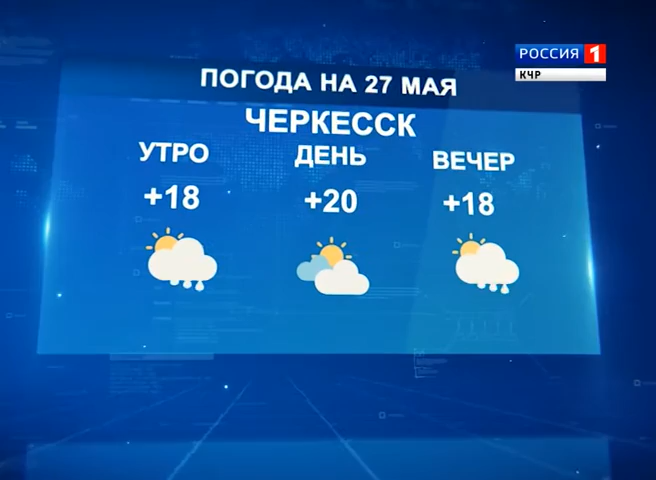 РОССИЯ 1
КЧР
ПОГОДА НА 27 МАЯ
ЧЕРКЕССК
УТРО ДЕНЬ ВЕЧЕР
+18 +20 +18